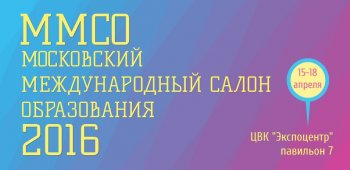 ММСО
МОСКОВСКИЙ
МЕЖДУНАРОДНЫЙ САЛОН
ОБРАЗОВАНИЯ
2016
15-18
апреля
ЦВК "Экспоцентр"
павильон 7